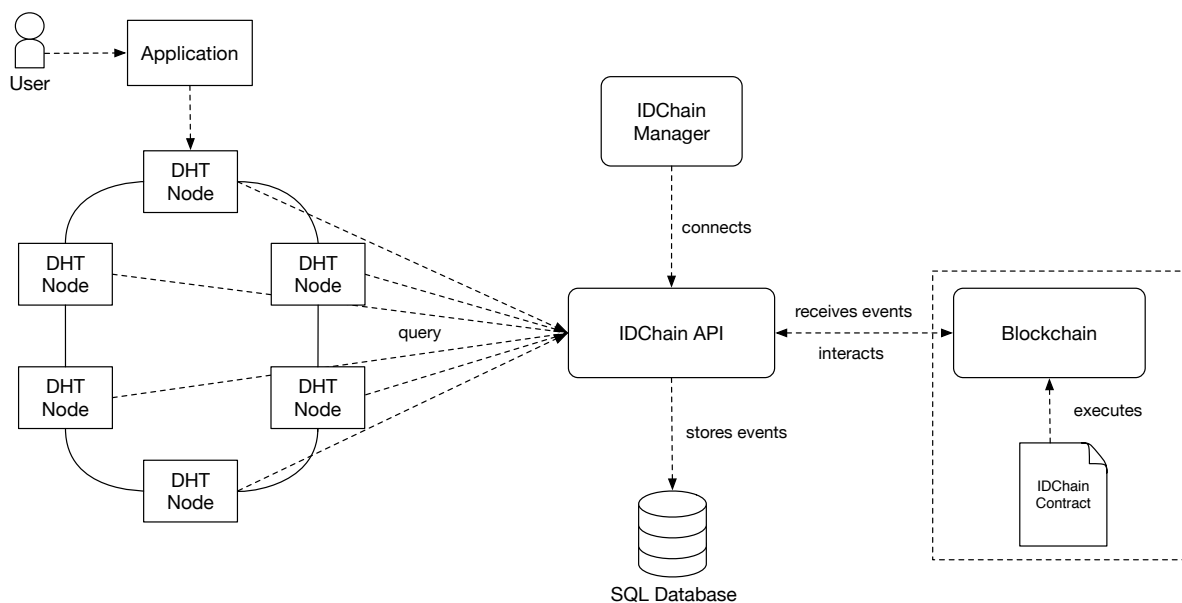 User
Application
DHT
Node
DHT
Node
DHT
Node
DHT
Node
DHT
Node
DHT
Node
query
IDChain
Manager
connects
IDChain API
stores events
SQL Database
receives events
interacts
Blockchain
executes
IDChain
Contract